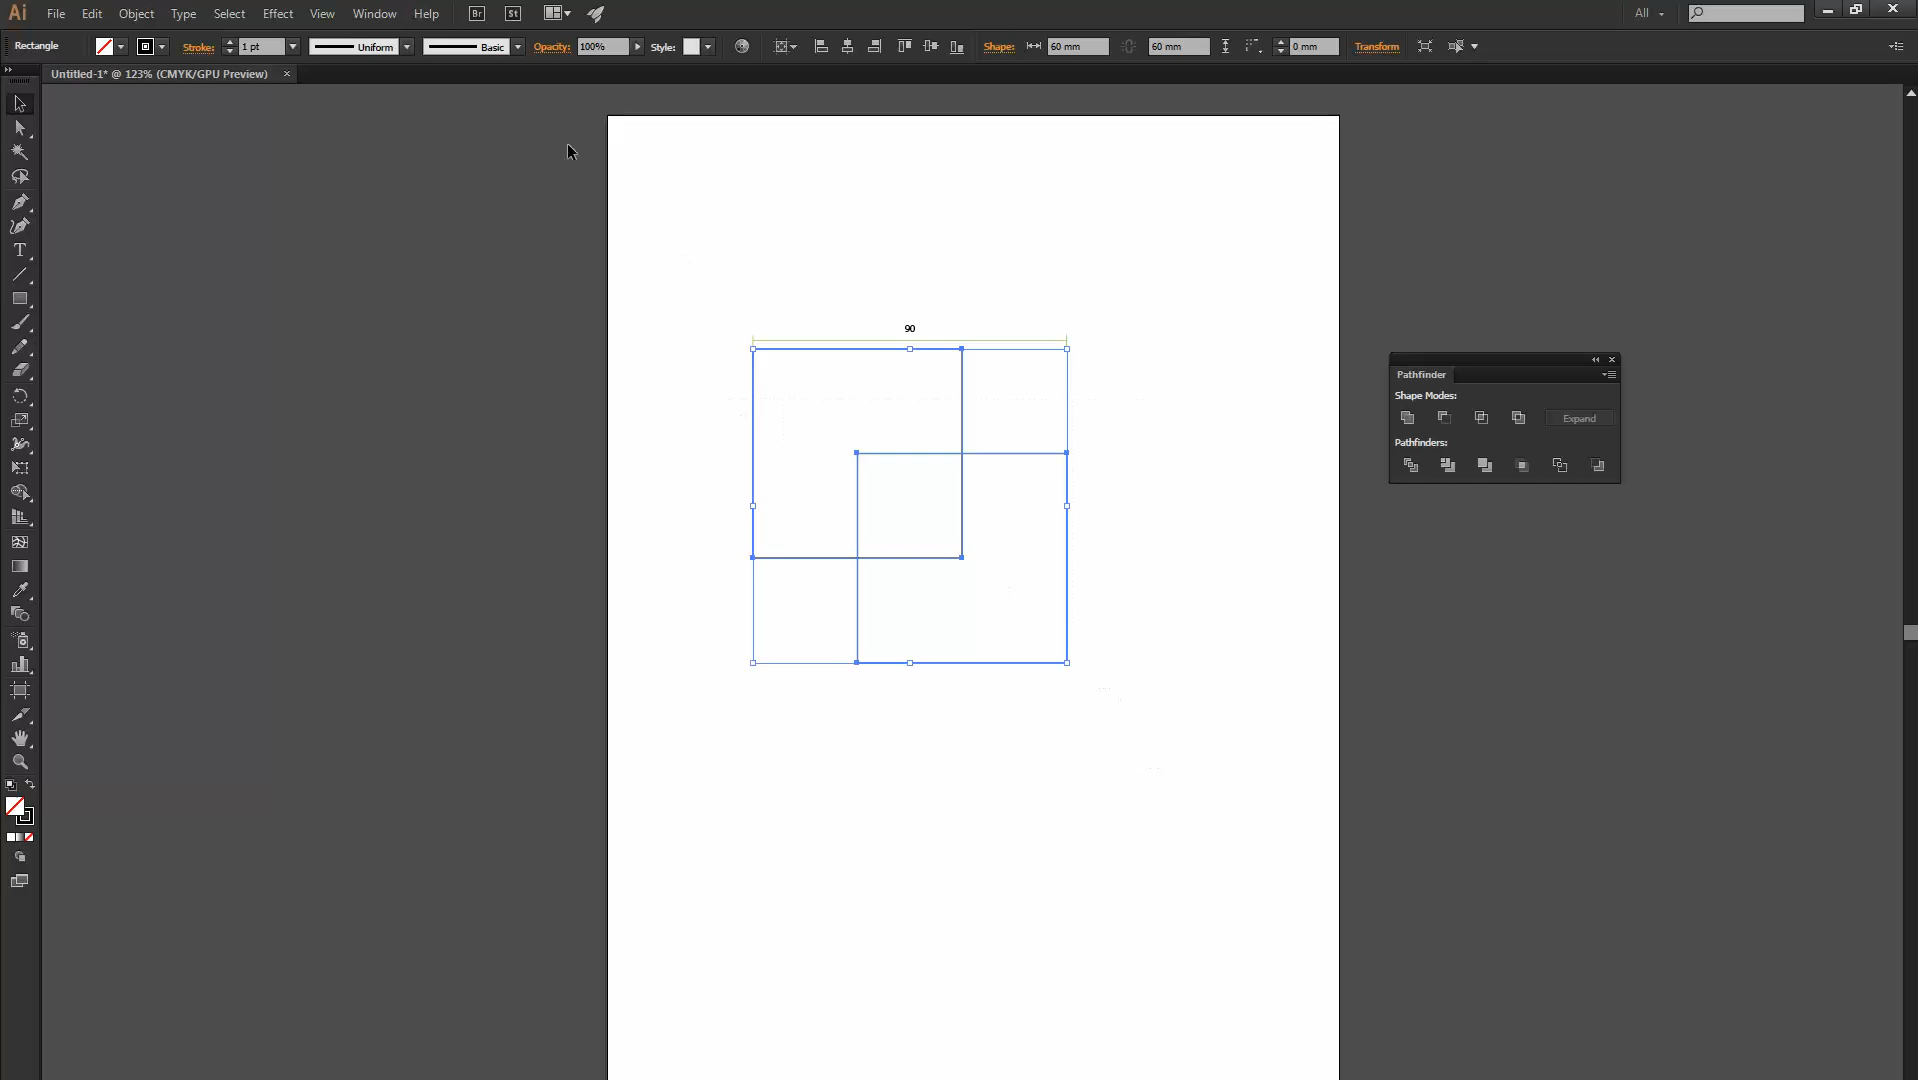 Ai File Edit Object Type Select Effect View Window Help Br St All
Rectangle Stroke: 1 pt Uniform Basic Opacity: 100% Style: Shape: 60 mm 60 mm 0 mm Transform
Untitled-1* @ 123% (CMYK/GPU Preview)
90
Pathfinder
Shape Modes:
Expand
Pathfinders: